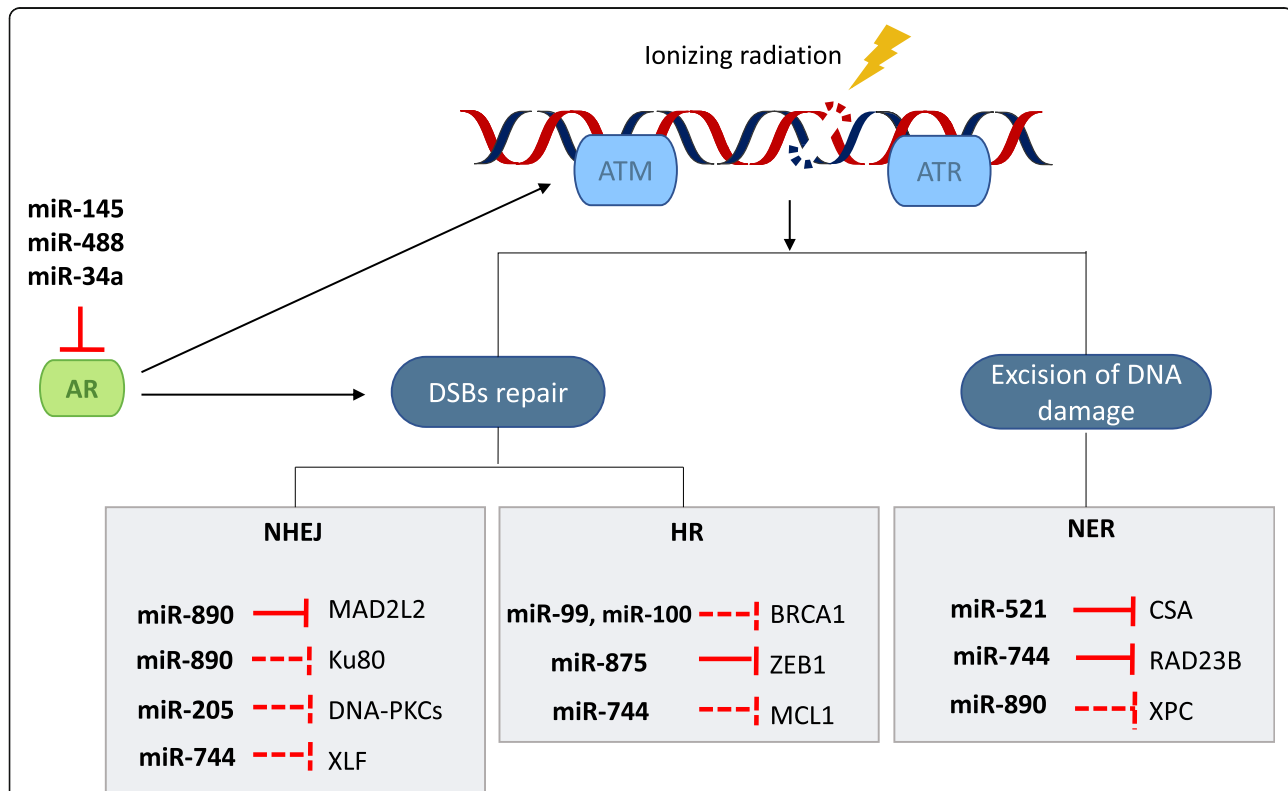 Ionizing radiation
ATM
ATR
miR-145
miR-488
miR-34a
AR
DSBs repair
Excision of DNA
damage
NHEJ
miR-890 MAD2L2
miR-890 Ku80
miR-205 DNA-PKCs
miR-744 XLF
HR
miR-99, miR-100 BRCA1
miR-875 ZEB1
miR-744 MCL1
NER
miR-521 CSA
miR-744 RAD23B
miR-890 XPC